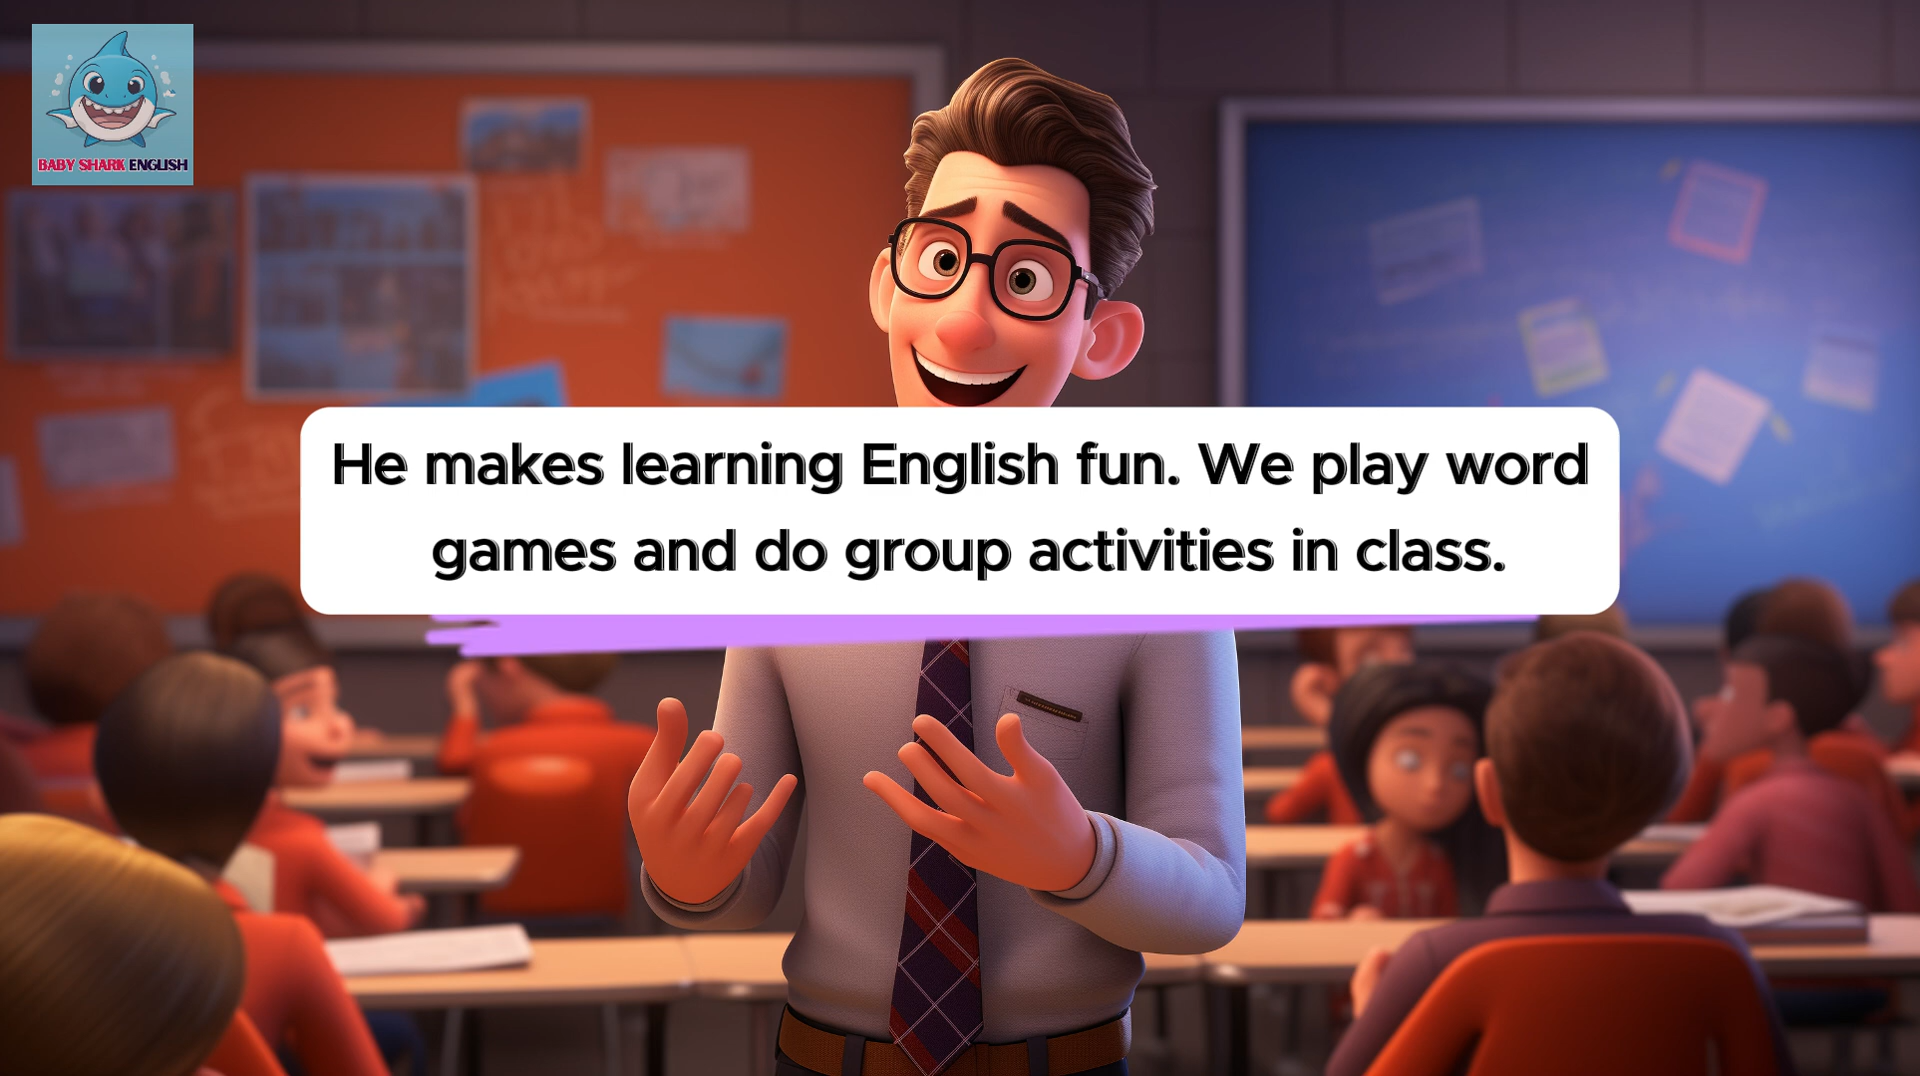 BABY SHARK ENGLISH
He makes learning English fun. We play word
games and do group activities in class.